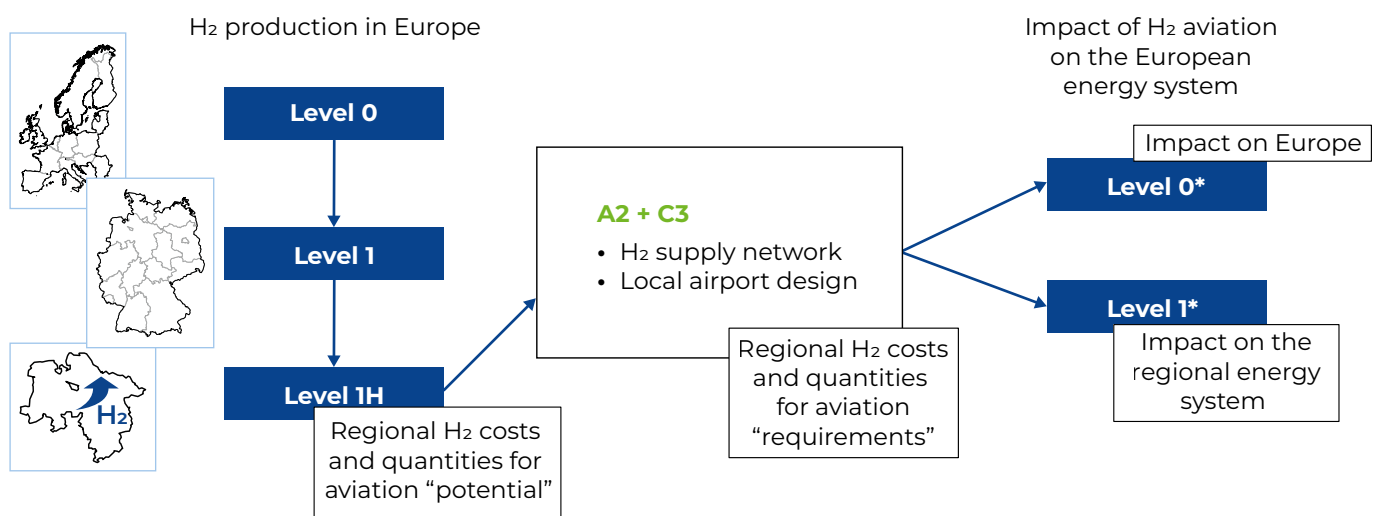 H₂ production in Europe
Level 0
Level 1
Level 1H
H₂
Regional H₂ costs
and quantities for
aviation “potential”
A2 + C3
• H₂ supply network
• Local airport design
Regional H₂ costs
and quantities
for aviation
“requirements”
Impact of H₂ aviation
on the European
energy system
Impact on Europe
Level 0*
Level 1*
Impact on the
regional energy
system